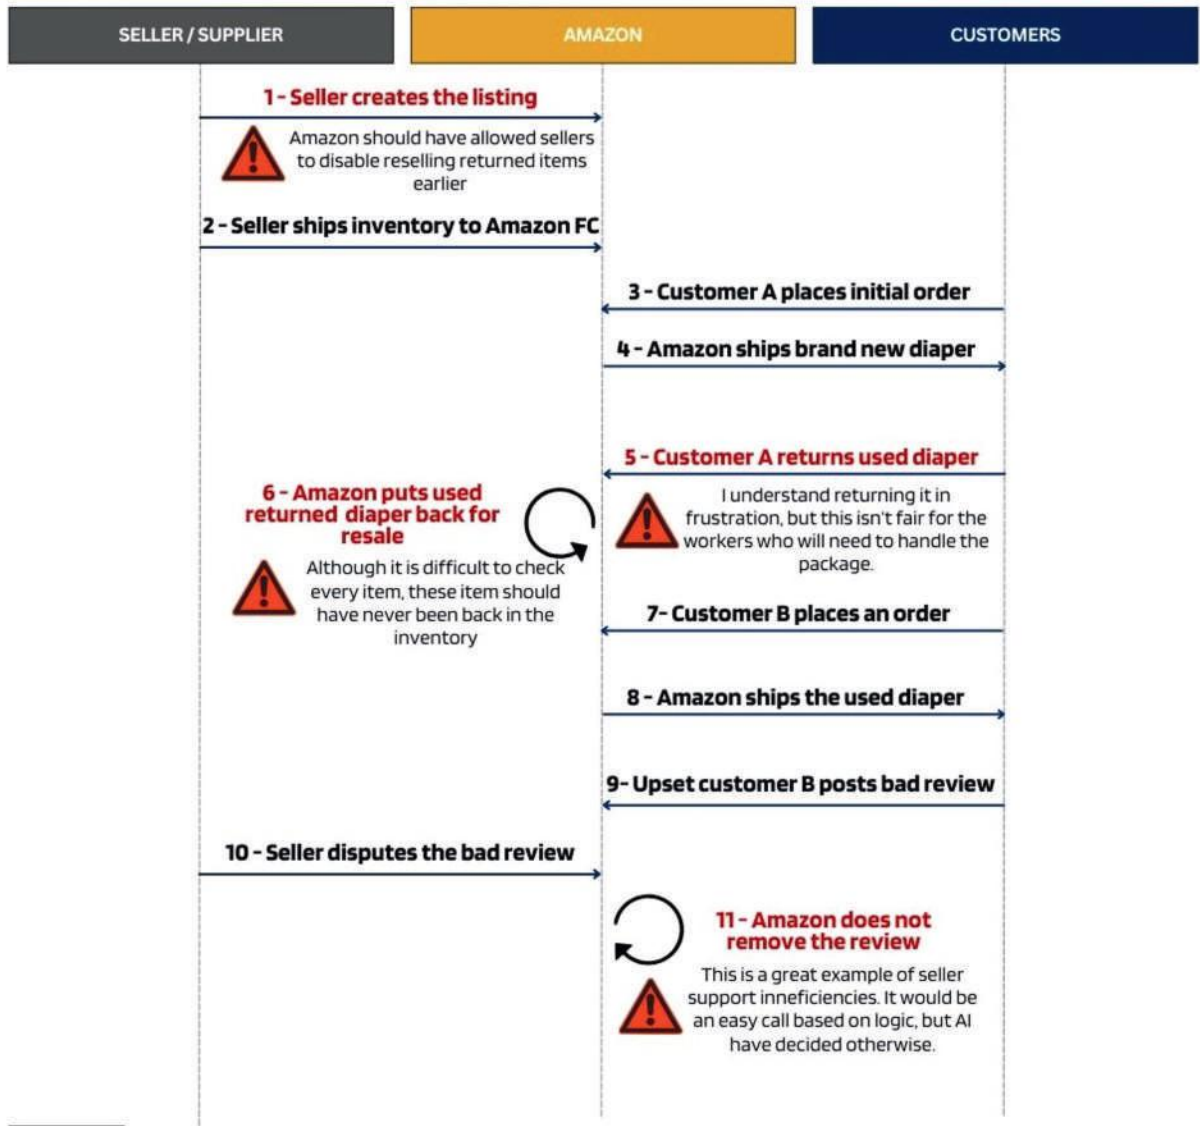 SELLER / SUPPLIER
AMAZON
CUSTOMERS
1 - Seller creates the listing
Amazon should have allowed sellers
to disable reselling returned items
earlier
2 - Seller ships inventory to Amazon FC
3 - Customer A places initial order
4 - Amazon ships brand new diaper
5 - Customer A returns used diaper
I understand returning it in
frustration, but this isn't fair for the
workers who will need to handle the
package.
6 - Amazon puts used
returned diaper back for
resale
Although it is difficult to check
every item, these item should
have never been back in the
inventory
7- Customer B places an order
8 - Amazon ships the used diaper
9- Upset customer B posts bad review
10 - Seller disputes the bad review
11 - Amazon does not
remove the review
This is a great example of seller
support inneficiencies. It would be
an easy call based on logic, but AI
have decided otherwise.